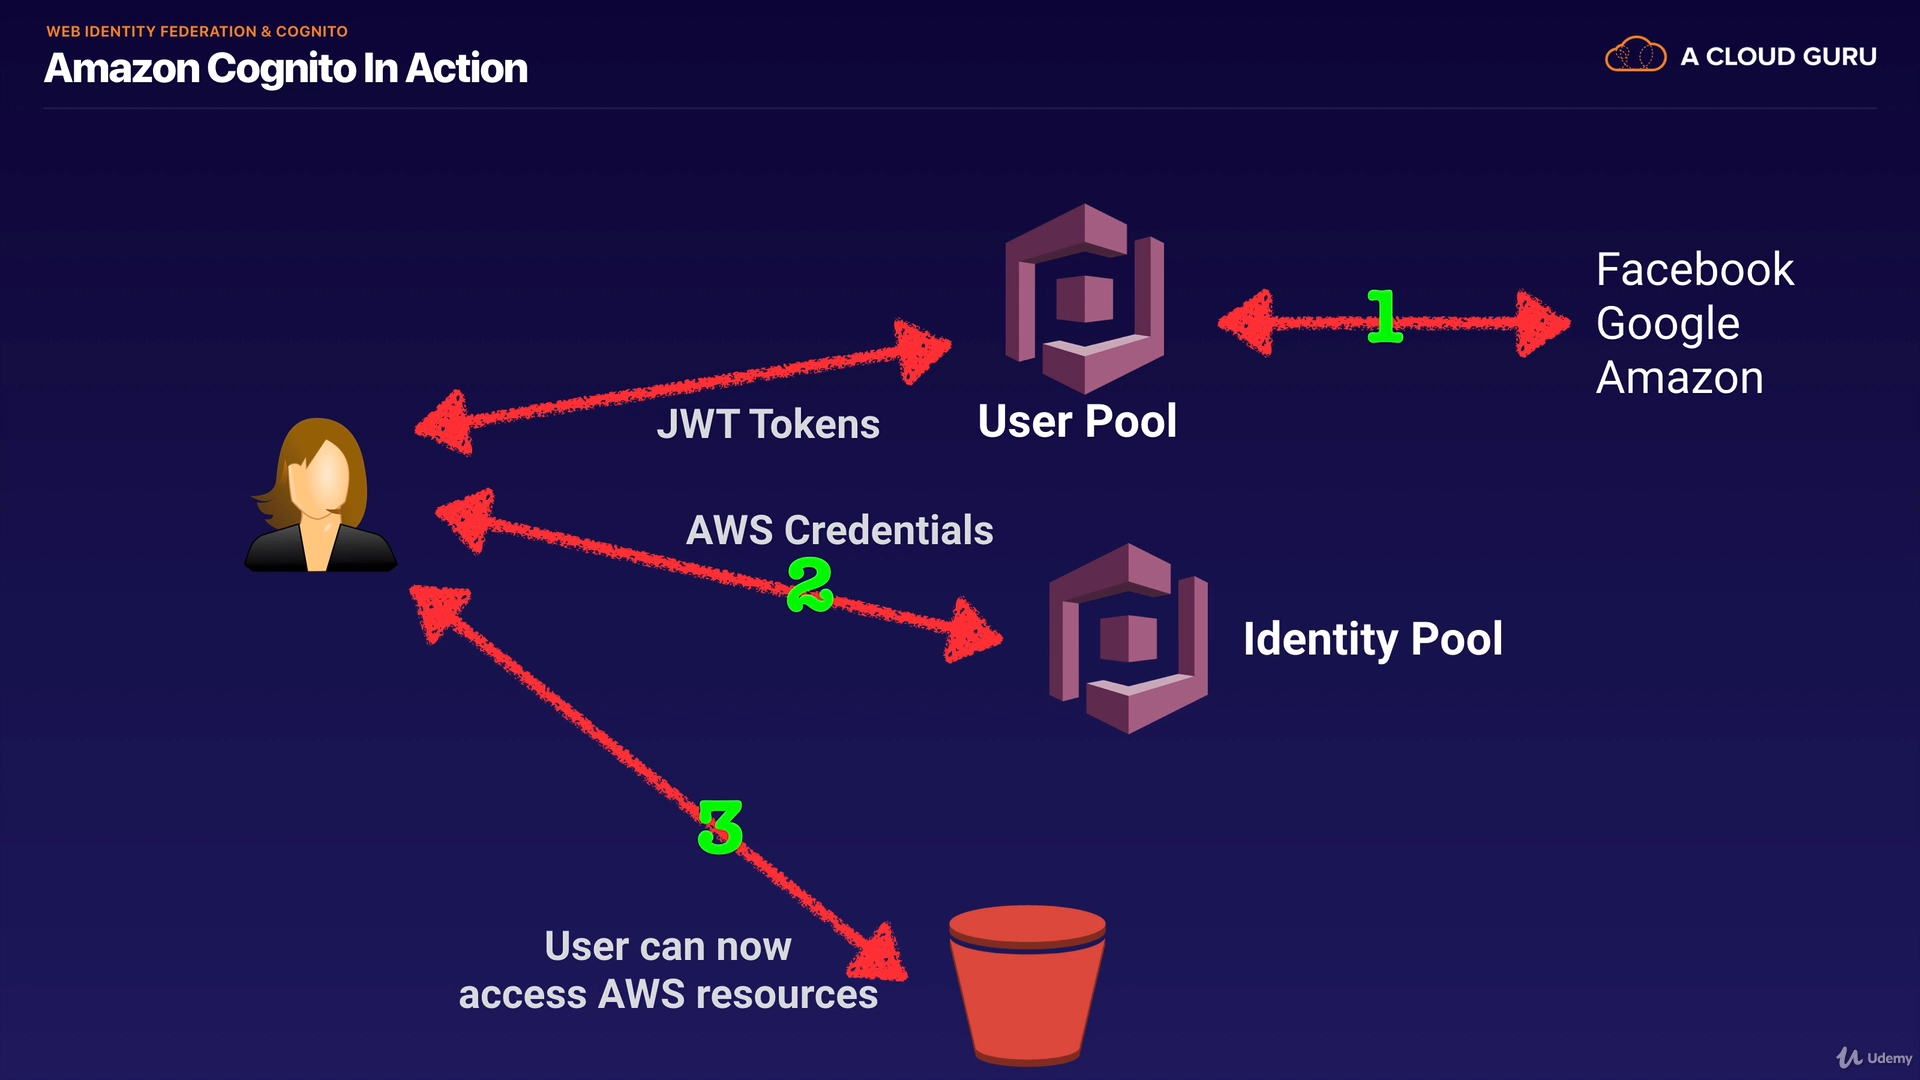 WEB IDENTITY FEDERATION & COGNITO
Amazon Cognito In Action
A CLOUD GURU
Facebook
1
Google
Amazon
JWT Tokens
User Pool
AWS Credentials
2
Identity Pool
3
User can now
access AWS resources
Udemy